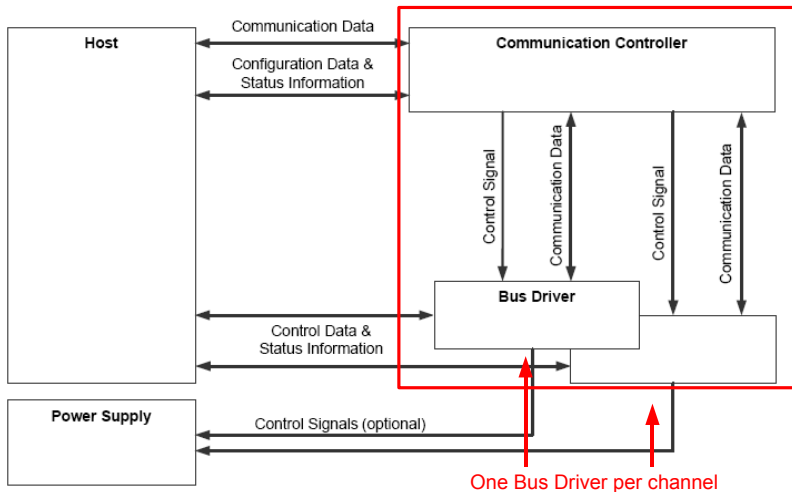 Host
Communication Data
Communication Controller
Configuration Data &
Status Information
Control Signal
Communication Data
Control Signal
Communication Data
Bus Driver
Control Data &
Status Information
Power Supply
Control Signals (optional)
One Bus Driver per channel